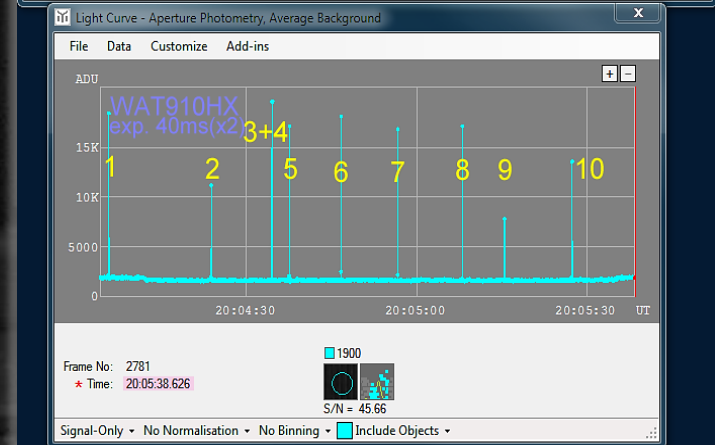 Light Curve - Aperture Photometry, Average Background
X
File Data Customize Add-ins
ADU
+ -
WAT910HX
exp. 40ms(x2)
3+4
15K
1 2 5 6 7 8 9 10
10K
5000
0
20:04:30 20:05:00 20:05:30 UT
1900
Frame No: 2781
* Time: 20:05:38.626
S/N = 45.66
Signal-Only No Normalisation No Binning Include Objects